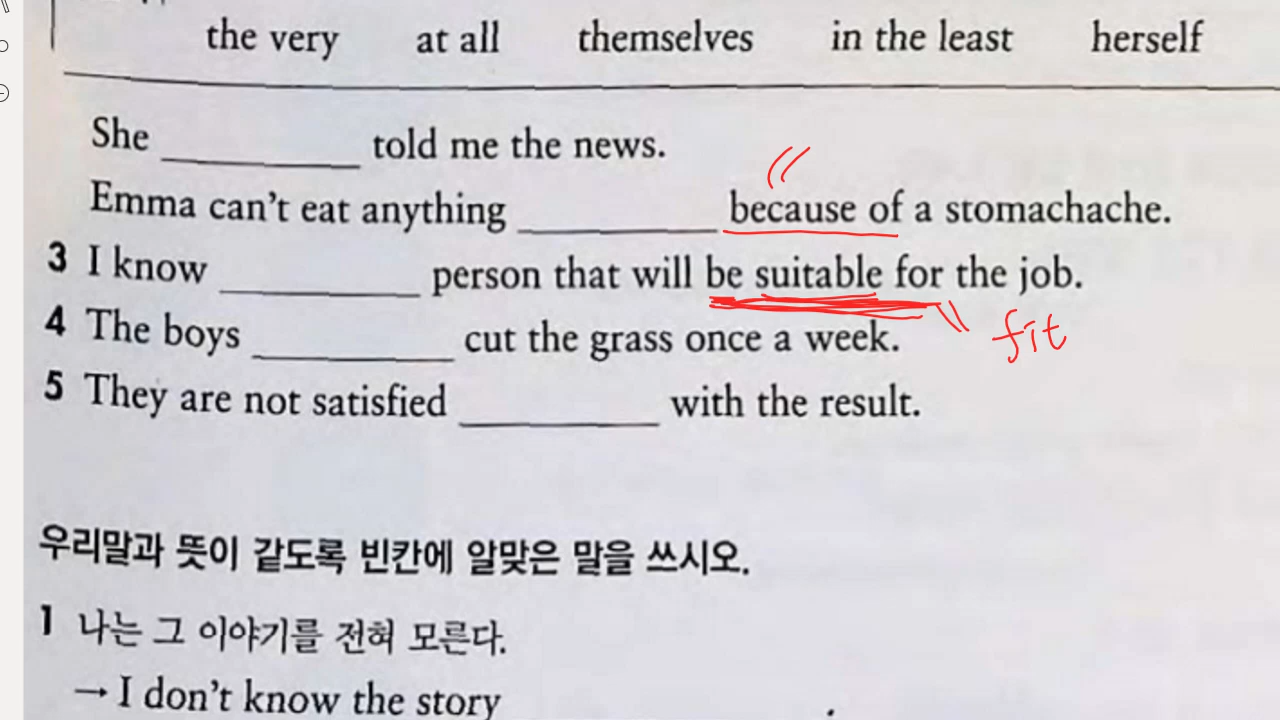 the very at all themselves in the least herself
She __________ told me the news.
Emma can't eat anything __________ because of a stomachache.
3 I know __________ person that will be suitable for the job.
fit
4 The boys __________ cut the grass once a week.
5 They are not satisfied __________ with the result.
우리말과 뜻이 같도록 빈칸에 알맞은 말을 쓰시오.
1 나는 그 이야기를 전혀 모른다.
→ I don't know the story .